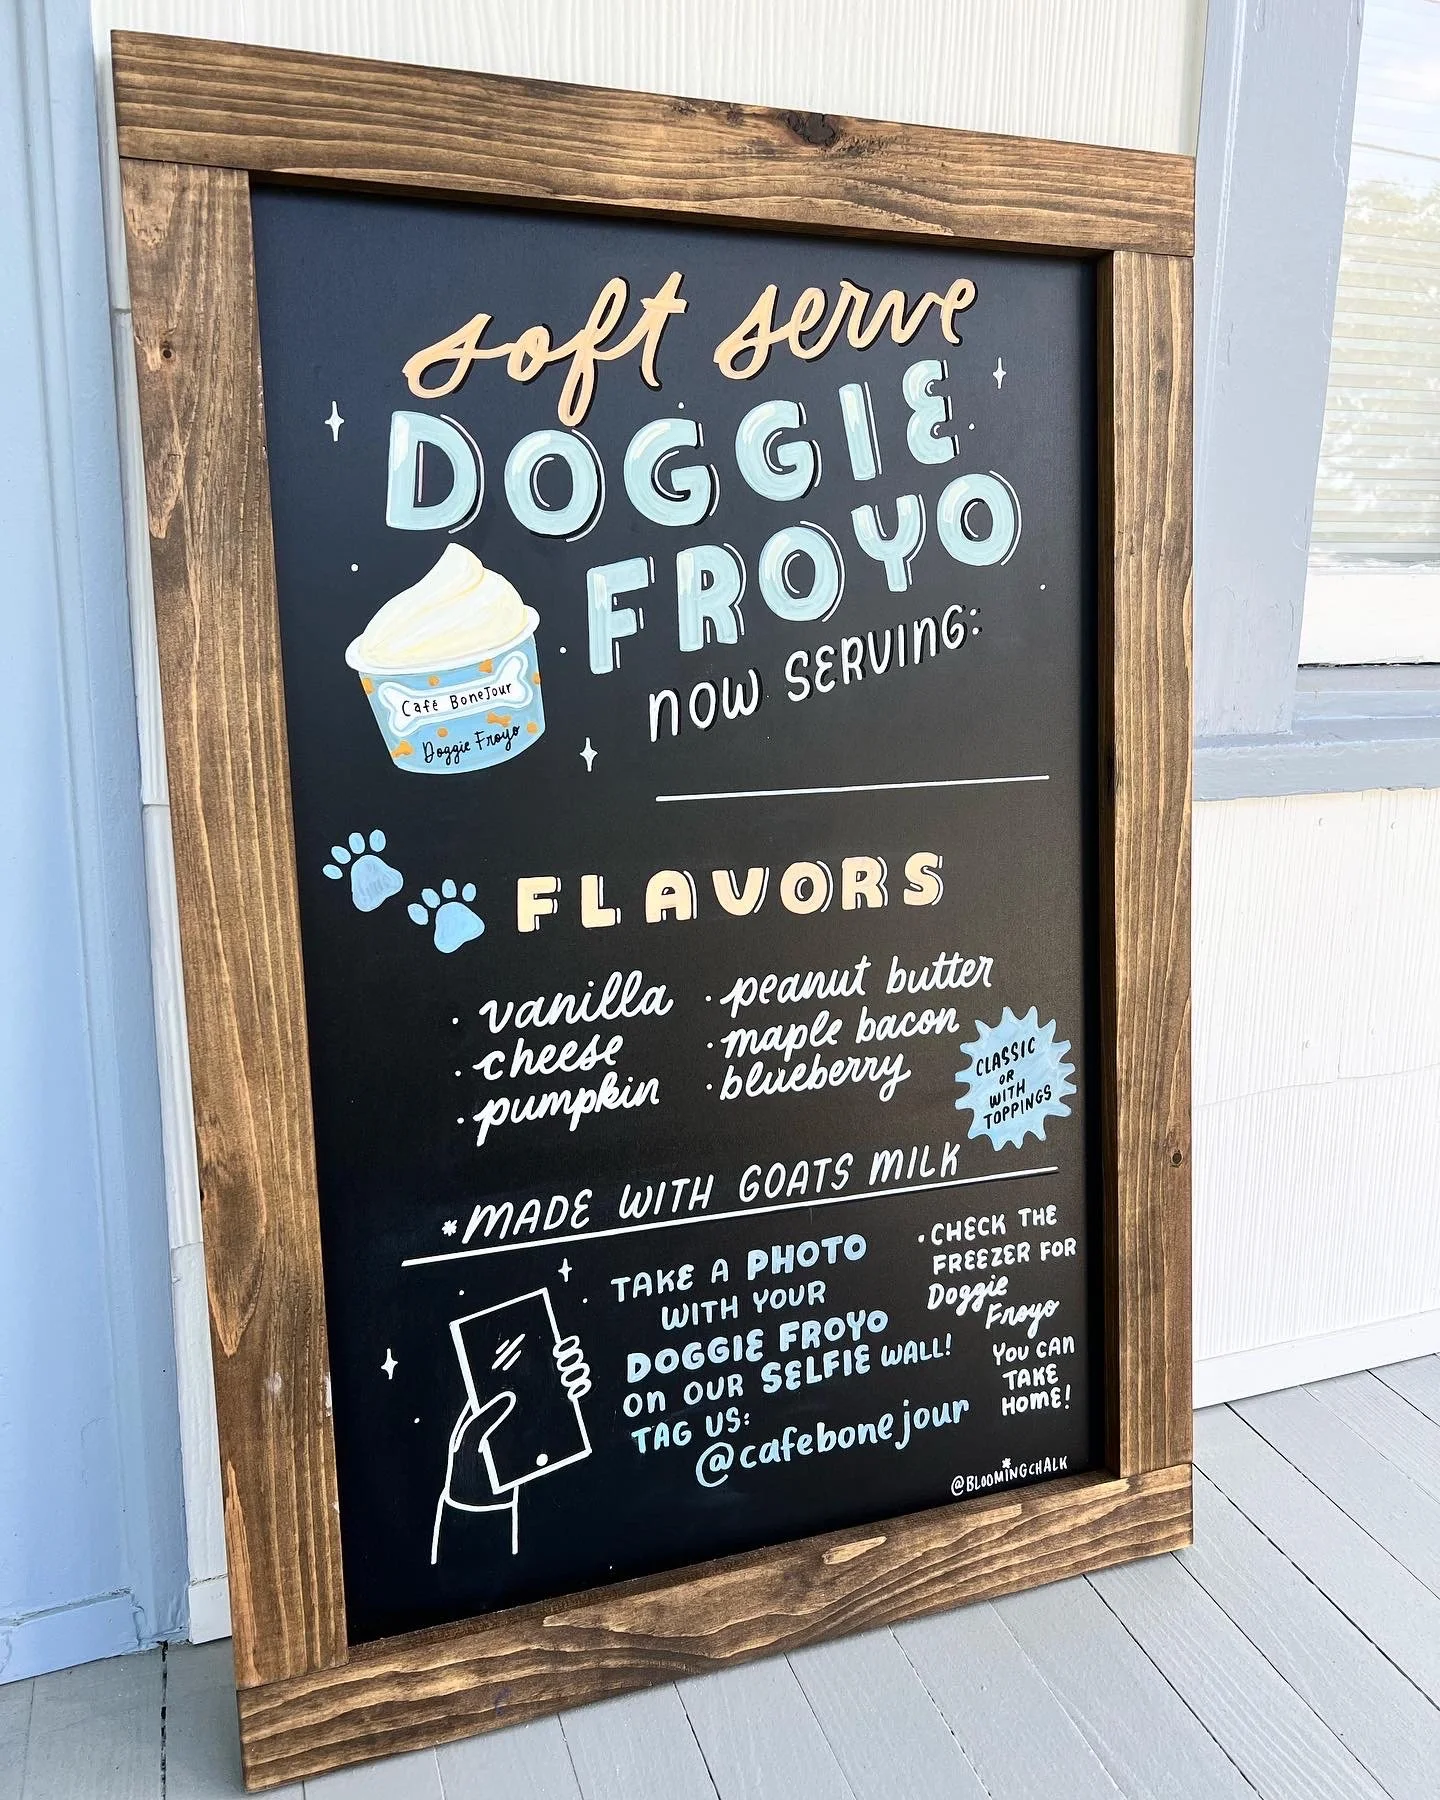 soft serve
DOGGIE
FROYO
NOW SERVING:
Café BoneJour
Doggie Froyo
FLAVORS
· vanilla
· cheese
· pumpkin
· peanut butter
· maple bacon
· blueberry
CLASSIC
OR
WITH
TOPPINGS
*MADE WITH GOATS MILK
TAKE A PHOTO
WITH YOUR
DOGGIE FROYO
ON OUR SELFIE WALL!
TAG US:
@cafebonejour
· CHECK THE
FREEZER FOR
Doggie
Froyo
YOU CAN
TAKE
HOME!
@BLOOMINGCHALK